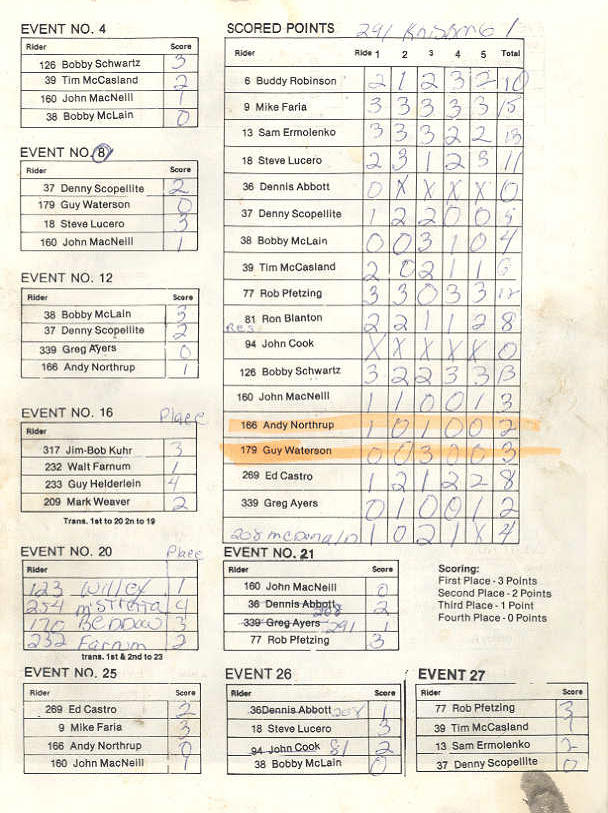 EVENT NO. 4
Rider Score
126 Bobby Schwartz 3
39 Tim McCasland 2
160 John MacNeill 1
38 Bobby McLain 0
EVENT NO. 8
Rider Score
37 Denny Scopellite 2
179 Guy Waterson 0
18 Steve Lucero 3
160 John MacNeill 1
EVENT NO. 12
Rider Score
38 Bobby McLain 3
37 Denny Scopellite 2
339 Greg Ayers 0
166 Andy Northrup 1
EVENT NO. 16 Place
Rider
317 Jim-Bob Kuhr 3
232 Walt Farnum 1
233 Guy Helderlein 4
209 Mark Weaver 2
Trans. 1st to 20 2n to 19
SCORED POINTS 291 1
Rider Ride 1 2 3 4 5 Total
6 Buddy Robinson 2 1 2 3 2 10
9 Mike Faria 3 3 3 3 3 15
13 Sam Ermolenko 3 3 3 2 2 13
18 Steve Lucero 2 3 1 2 3 11
36 Dennis Abbott 0 X X X X 0
37 Denny Scopellite 1 2 2 0 0 5
38 Bobby McLain 0 0 3 1 0 4
39 Tim McCasland 2 0 2 1 1 6
77 Rob Pfetzing 3 3 0 3 3 12
81 Ron Blanton 2 2 1 1 2 8
Res.
94 John Cook X X X X X 0
126 Bobby Schwartz 3 2 2 3 3 13
160 John MacNeill 1 1 0 0 1 3
166 Andy Northrup 1 0 1 0 0 2
179 Guy Waterson 0 0 3 0 0 3
269 Ed Castro 1 2 1 2 2 8
339 Greg Ayers 0 1 0 0 1 2
208 McDonald 1 0 2 1 X 4
EVENT NO. 20 Place
Rider
123 Willey 1
254 Mistretta 4
170 3
232 Farnum 2
trans. 1st & 2nd to 23
EVENT NO. 21
Rider Score
160 John MacNeill 0
36 Dennis Abbott 208 2
339 Greg Ayers 291 1
77 Rob Pfetzing 3
Scoring:
First Place - 3 Points
Second Place - 2 Points
Third Place - 1 Point
Fourth Place - 0 Points
EVENT NO. 25
Rider Score
269 Ed Castro 2
9 Mike Faria 3
166 Andy Northrup 0
160 John MacNeill 1
EVENT 26
Rider Score
36 Dennis Abbott 208 1
18 Steve Lucero 3
94 John Cook 81 2
38 Bobby McLain 0
EVENT 27
Rider Score
77 Rob Pfetzing 3
39 Tim McCasland 1
13 Sam Ermolenko 2
37 Denny Scopellite 0